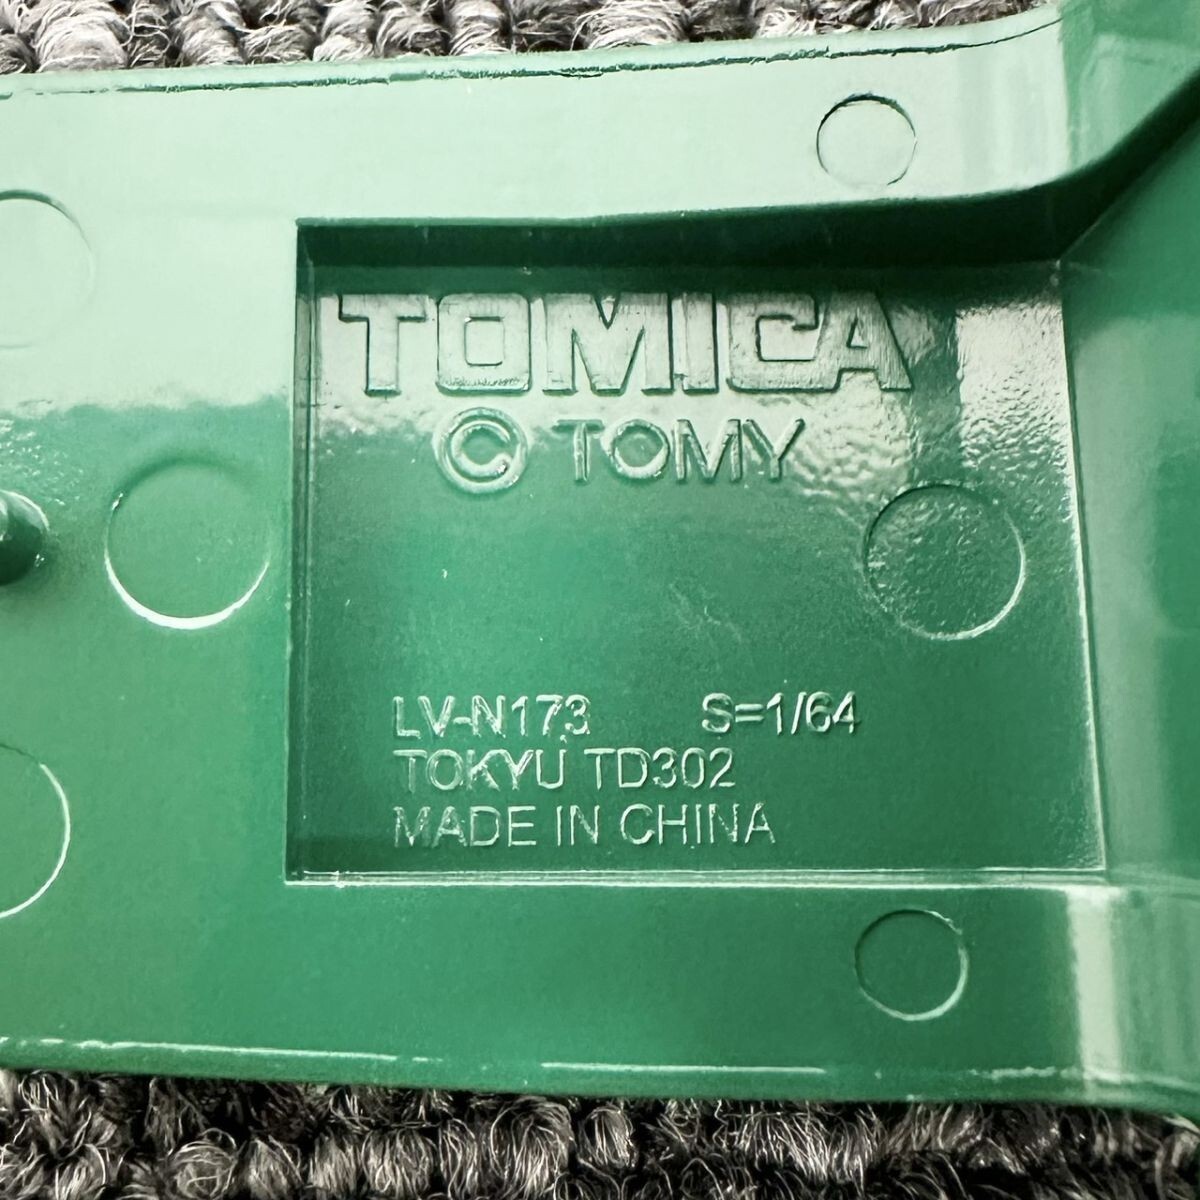 TOMICA
© TOMY
LV-N173 S=1/64
TOKYU TD302
MADE IN CHINA